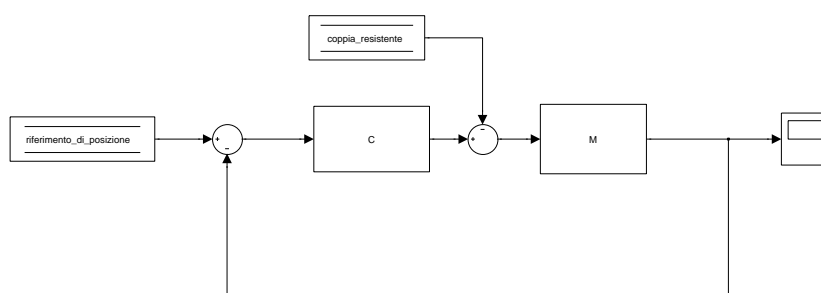 coppia_resistente
riferimento_di_posizione
+
−
C
+
−
M